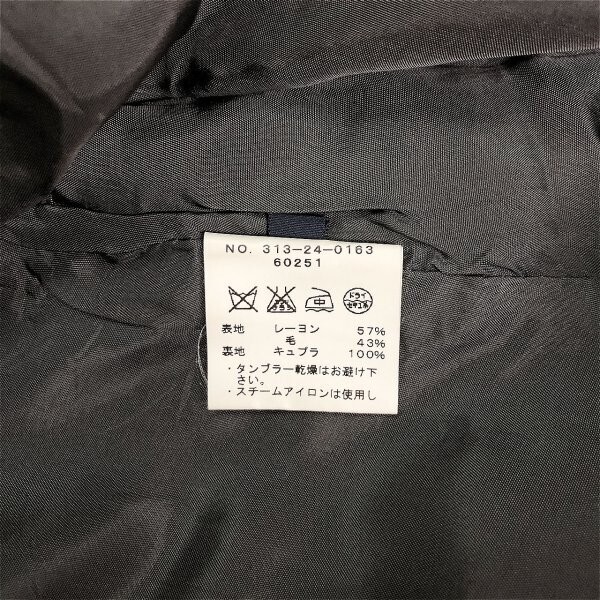 NO. 313-24-0163
60251
中 ドライ
セキユ系
表地 レーヨン 57%
毛 43%
裏地 キュプラ 100%
・タンブラー乾燥はお避け下
さい。
・スチームアイロンは使用し